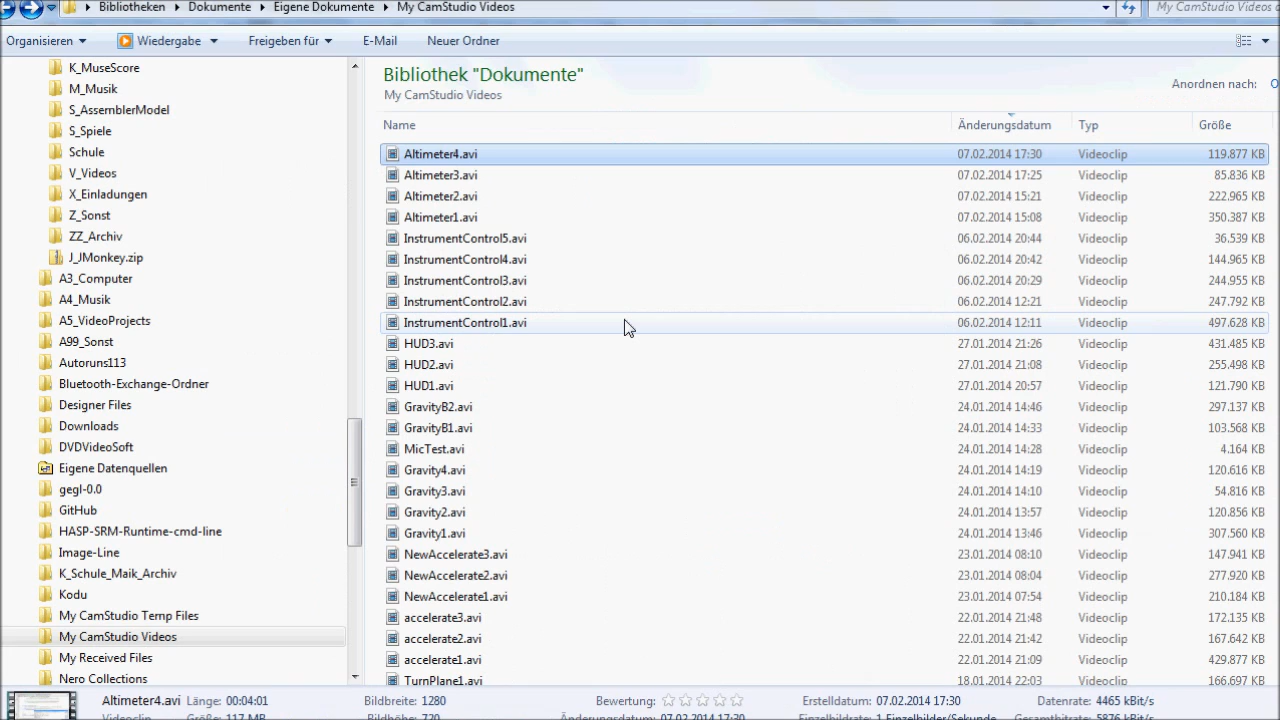 Bibliotheken Dokumente Eigene Dokumente My CamStudio Videos My CamStudio Videos
Organisieren Wiedergabe Freigeben für E-Mail Neuer Ordner
K_MuseScore
M_Musik
S_AssemblerModel
S_Spiele
Schule
V_Videos
X_Einladungen
Z_Sonst
ZZ_Archiv
J_JMonkey.zip
A3_Computer
A4_Musik
A5_VideoProjects
A99_Sonst
Autoruns113
Bluetooth-Exchange-Ordner
Designer Files
Downloads
DVDVideoSoft
Eigene Datenquellen
gegl-0.0
GitHub
HASP-SRM-Runtime-cmd-line
Image-Line
K_Schule_Maik_Archiv
Kodu
My CamStudio Temp Files
My CamStudio Videos
My Received Files
Nero Collections
Bibliothek "Dokumente"
My CamStudio Videos
Anordnen nach: O
Name Änderungsdatum Typ Größe
Altimeter4.avi 07.02.2014 17:30 Videoclip 119.877 KB
Altimeter3.avi 07.02.2014 17:25 Videoclip 85.836 KB
Altimeter2.avi 07.02.2014 15:21 Videoclip 222.965 KB
Altimeter1.avi 07.02.2014 15:08 Videoclip 350.387 KB
InstrumentControl5.avi 06.02.2014 20:44 Videoclip 36.539 KB
InstrumentControl4.avi 06.02.2014 20:42 Videoclip 144.965 KB
InstrumentControl3.avi 06.02.2014 20:29 Videoclip 244.955 KB
InstrumentControl2.avi 06.02.2014 12:21 Videoclip 247.792 KB
InstrumentControl1.avi 06.02.2014 12:11 Videoclip 497.628 KB
HUD3.avi 27.01.2014 21:26 Videoclip 431.485 KB
HUD2.avi 27.01.2014 21:08 Videoclip 255.498 KB
HUD1.avi 27.01.2014 20:57 Videoclip 121.790 KB
GravityB2.avi 24.01.2014 14:46 Videoclip 297.137 KB
GravityB1.avi 24.01.2014 14:33 Videoclip 103.568 KB
MicTest.avi 24.01.2014 14:28 Videoclip 4.164 KB
Gravity4.avi 24.01.2014 14:19 Videoclip 120.616 KB
Gravity3.avi 24.01.2014 14:10 Videoclip 54.816 KB
Gravity2.avi 24.01.2014 13:57 Videoclip 120.856 KB
Gravity1.avi 24.01.2014 13:46 Videoclip 307.560 KB
NewAccelerate3.avi 23.01.2014 08:10 Videoclip 147.941 KB
NewAccelerate2.avi 23.01.2014 08:04 Videoclip 277.920 KB
NewAccelerate1.avi 23.01.2014 07:54 Videoclip 210.184 KB
accelerate3.avi 22.01.2014 21:48 Videoclip 172.135 KB
accelerate2.avi 22.01.2014 21:42 Videoclip 167.642 KB
accelerate1.avi 22.01.2014 21:09 Videoclip 429.877 KB
TurnPlane1.avi 18.01.2014 22:03 Videoclip 166.697 KB
Altimeter4.avi Länge: 00:04:01 Bildbreite: 1280 Bewertung: Erstelldatum: 07.02.2014 17:30 Datenrate: 4465 kBit/s
Videoclip Größe: 117 MB Bildhöhe: 720 Änderungsdatum: 07.02.2014 17:30 Einzelbildrate: 1 Einzelbilder/Sekunde Gesamtbitrate: 5876 kBit/s